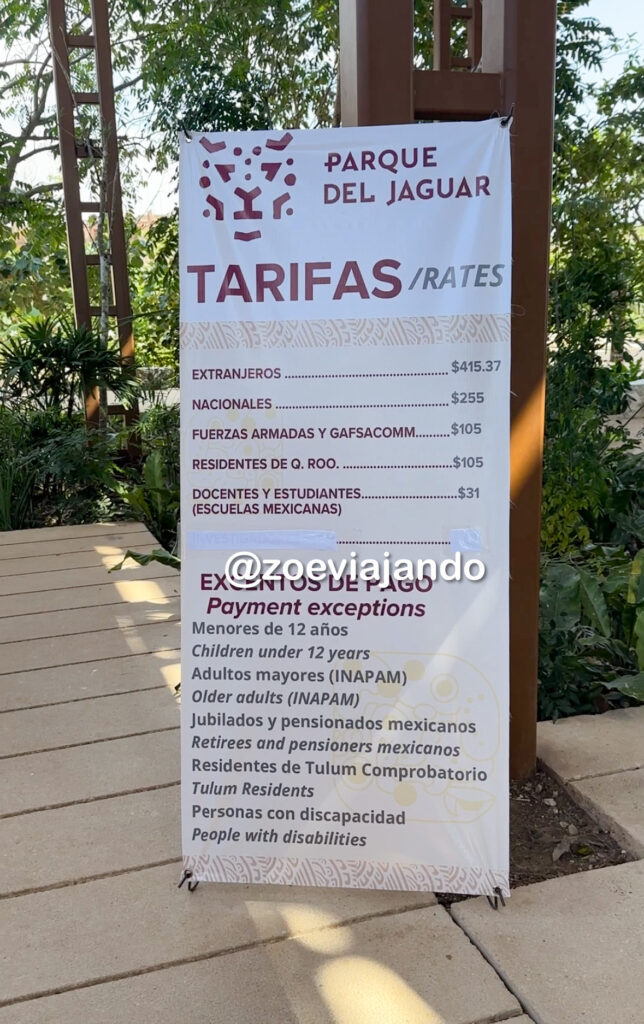 PARQUE
DEL JAGUAR
TARIFAS /RATES
EXTRANJEROS ........................................ $415.37
NACIONALES ........................................... $255
FUERZAS ARMADAS Y GAFSACOMM........ $105
RESIDENTES DE Q. ROO. ........................... $105
DOCENTES Y ESTUDIANTES....................... $31
(ESCUELAS MEXICANAS)
@zoeviajando
EXCENTOS DE PAGO
Payment exceptions
Menores de 12 años
Children under 12 years
Adultos mayores (INAPAM)
Older adults (INAPAM)
Jubilados y pensionados mexicanos
Retirees and pensioners mexicanos
Residentes de Tulum Comprobatorio
Tulum Residents
Personas con discapacidad
People with disabilities